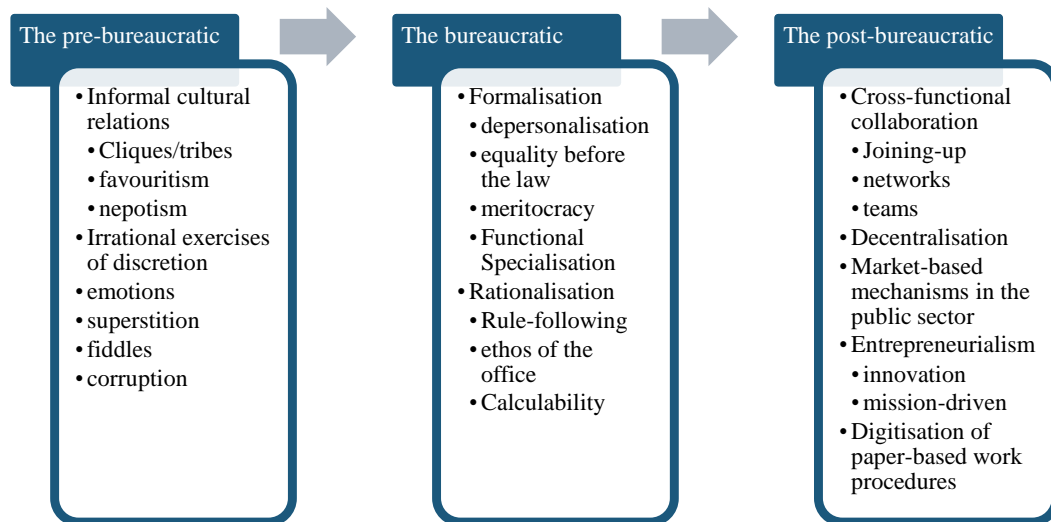 The pre-bureaucratic
• Informal cultural
relations
• Cliques/tribes
• favouritism
• nepotism
• Irrational exercises
of discretion
• emotions
• superstition
• fiddles
• corruption
The bureaucratic
• Formalisation
• depersonalisation
• equality before
the law
• meritocracy
• Functional
Specialisation
• Rationalisation
• Rule-following
• ethos of the
office
• Calculability
The post-bureaucratic
• Cross-functional
collaboration
• Joining-up
• networks
• teams
• Decentralisation
• Market-based
mechanisms in the
public sector
• Entrepreneurialism
• innovation
• mission-driven
• Digitisation of
paper-based work
procedures